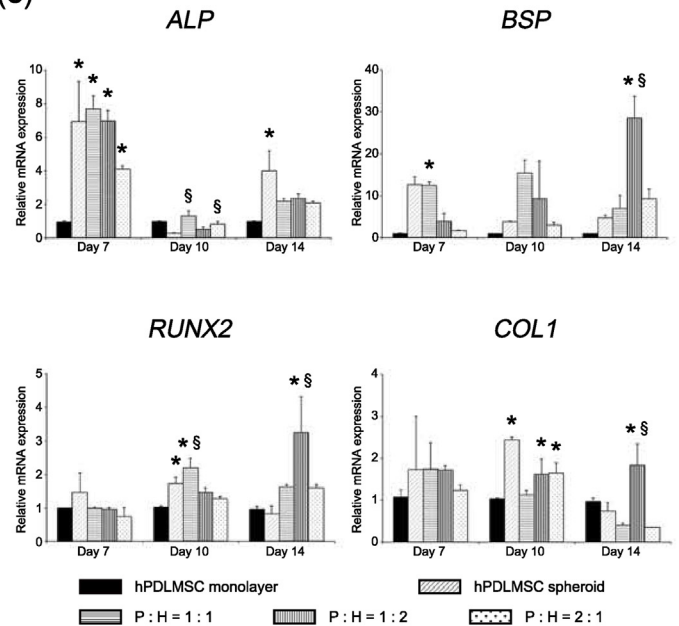 ALP
BSP
Relative mRNA expression
10
8
6
4
2
0
* * * *
§ §
*
Day 7 Day 10 Day 14
Relative mRNA expression
40
30
20
10
0
*
* §
Day 7 Day 10 Day 14
RUNX2
COL1
Relative mRNA expression
5
4
3
2
1
0
* * §
* §
Day 7 Day 10 Day 14
Relative mRNA expression
4
3
2
1
0
* * *
* §
Day 7 Day 10 Day 14
hPDLMSC monolayer
hPDLMSC spheroid
P : H = 1 : 1
P : H = 1 : 2
P : H = 2 : 1